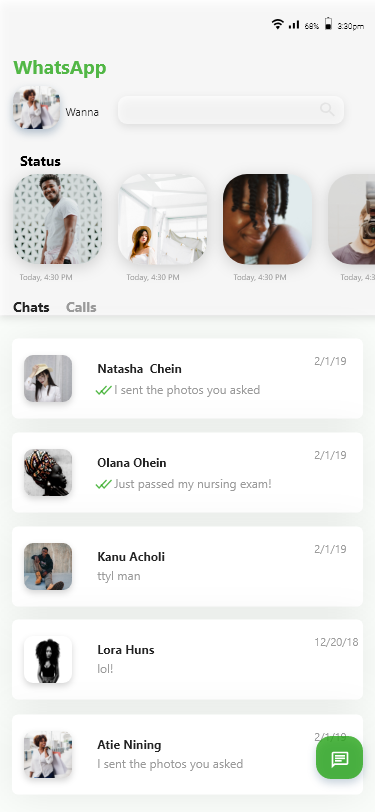 68% 3:30pm
WhatsApp
Wanna
Status
Today, 4:30 PM Today, 4:30 PM Today, 4:30 PM Today, 4:3
Chats Calls
Natasha Chein 2/1/19
I sent the photos you asked
Olana Ohein 2/1/19
Just passed my nursing exam!
Kanu Acholi 2/1/19
ttyl man
Lora Huns 12/20/18
lol!
Atie Nining 2/1/19
I sent the photos you asked